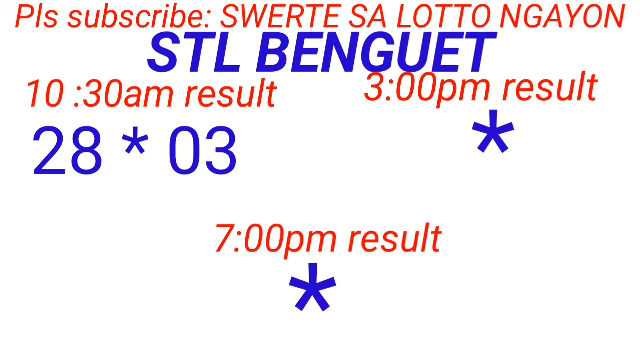 Pls subscribe: SWERTE SA LOTTO NGAYON
STL BENGUET
10 :30am result
3:00pm result
28 * 03
*
7:00pm result
*